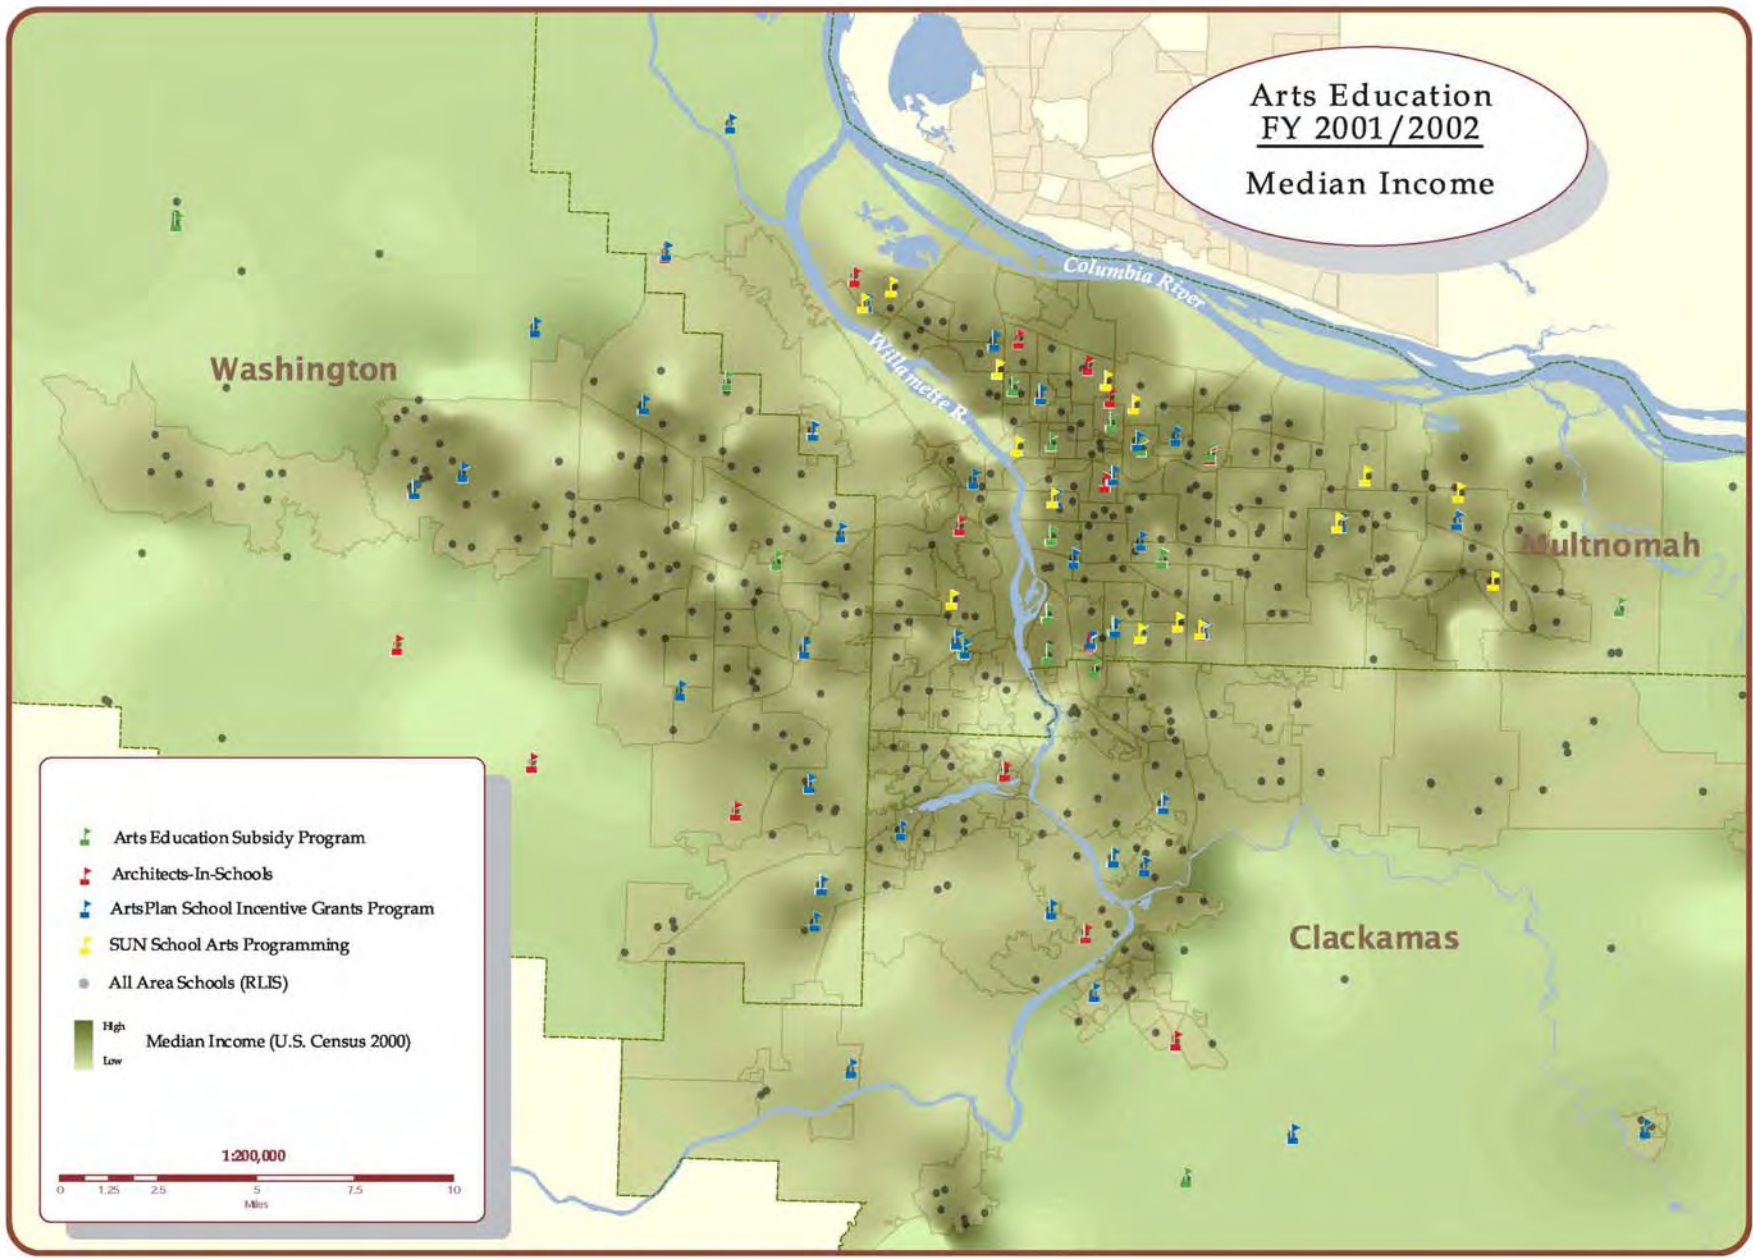 Arts Education
FY 2001/2002
Median Income
Columbia River
Willamette R.
Washington
Multnomah
Clackamas
Arts Education Subsidy Program
Architects-In-Schools
ArtsPlan School Incentive Grants Program
SUN School Arts Programming
All Area Schools (RLIS)
High
Median Income (U.S. Census 2000)
Low
1:200,000
0 1.25 2.5 5 7.5 10
Miles